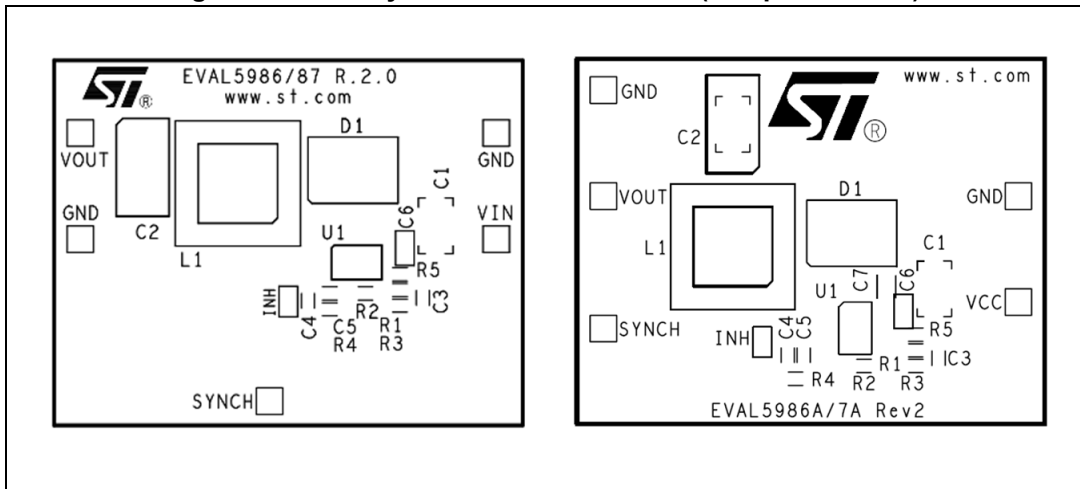 EVAL5986/87 R.2.0
www.st.com
ST®
D1
VOUT
GND
C1
GND
VIN
C6
C2
U1
L1
R5
INH
C4
C5
R2
R1
C3
R4
R3
SYNCH
www.st.com
GND
ST®
C2
D1
VOUT
GND
L1
C1
C7
C6
U1
VCC
SYNCH
INH
C4
C5
R5
R1
C3
R4
R2
R3
EVAL5986A/7A Rev2